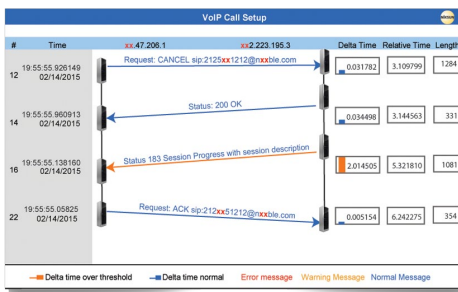 VoIP Call Setup
# Time xx.47.206.1 xx2.223.195.3 Delta Time Relative Time Length
12 19:55:55.926149 02/14/2015 Request: CANCEL sip:2125xx1212@nxxble.com 0.031782 3.109799 1284
14 19:55:55.960913 02/14/2015 Status: 200 OK 0.034498 3.144563 331
16 19:55:55.138160 02/14/2015 Status 183 Session Progress with session description 2.014505 5.321810 1081
22 19:55:55.05825 02/14/2015 Request: ACK sip:212xx51212@nxxble.com 0.005154 6.242275 354
Delta time over threshold Delta time normal Error message Warning Message Normal Message